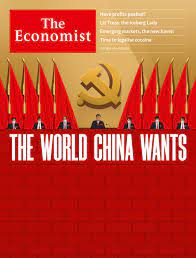 The
Economist
Have profits peaked?
Liz Truss, the Iceberg Lady
Emerging markets, the new haven
Time to legalise cocaine
THE WORLD CHINA WANTS